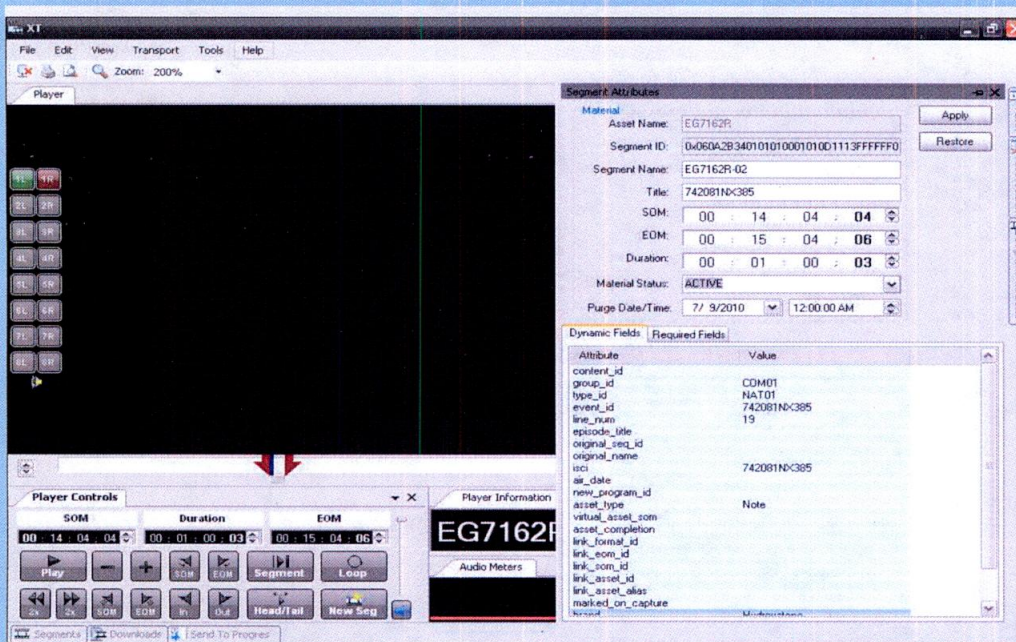 XT
File Edit View Transport Tools Help
Zoom: 200%
Player
1L 1R
2L 2R
3L 3R
4L 4R
5L 5R
6L 6R
7L 7R
8L 8R
Segment Attributes
Material
Asset Name: EG7162R
Segment ID: 0x060A2B340101010001010D1113FFFFFF0
Segment Name: EG7162R-02
Title: 742081NX385
SOM: 00 : 14 : 04 ; 04
EOM: 00 : 15 : 04 ; 06
Duration: 00 : 01 : 00 ; 03
Material Status: ACTIVE
Purge Date/Time: 7/ 9/2010 12:00:00 AM
Apply
Restore
Dynamic Fields Required Fields
Attribute Value
content_id
group_id COM01
type_id NAT01
event_id 742081NX385
line_num 19
episode_title
original_seq_id
original_name
isci 742081NX385
air_date
new_program_id
asset_type Note
virtual_asset_som
asset_completion
link_format_id
link_eom_id
link_som_id
link_asset_id
link_asset_alias
marked_on_capture
brand
Player Controls
SOM Duration EOM
00 : 14 : 04 ; 04 00 : 01 : 00 ; 03 00 : 15 : 04 ; 06
Play SOM EOM Segment Loop
2x 2x SOM EOM In Out Head/Tail New Seg
Player Information
EG7162R
Audio Meters
Segments Downloads Send To Progres